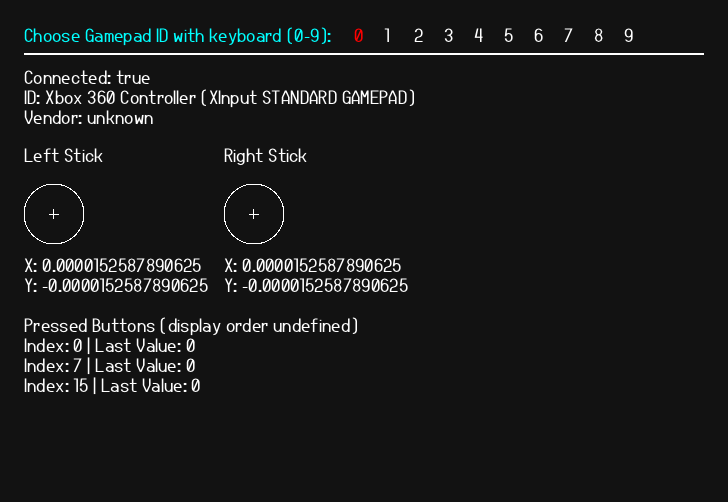 Choose Gamepad ID with keyboard (0-9): 0 1 2 3 4 5 6 7 8 9
Connected: true
ID: Xbox 360 Controller (XInput STANDARD GAMEPAD)
Vendor: unknown
Left Stick Right Stick
X: 0.0000152587890625 X: 0.0000152587890625
Y: -0.0000152587890625 Y: -0.0000152587890625
Pressed Buttons (display order undefined)
Index: 0 | Last Value: 0
Index: 7 | Last Value: 0
Index: 15 | Last Value: 0